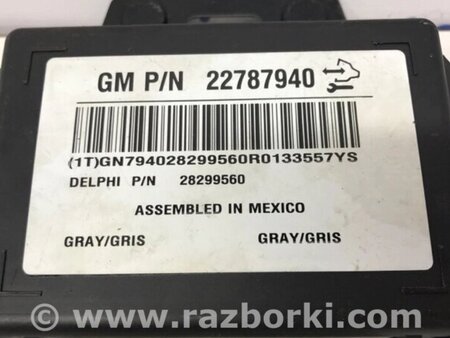 GM P/N 22787940
(1T)GN794028299560R0133557YS
DELPHI P/N 28299560
ASSEMBLED IN MEXICO
GRAY/GRIS GRAY/GRIS
www.razborki.com